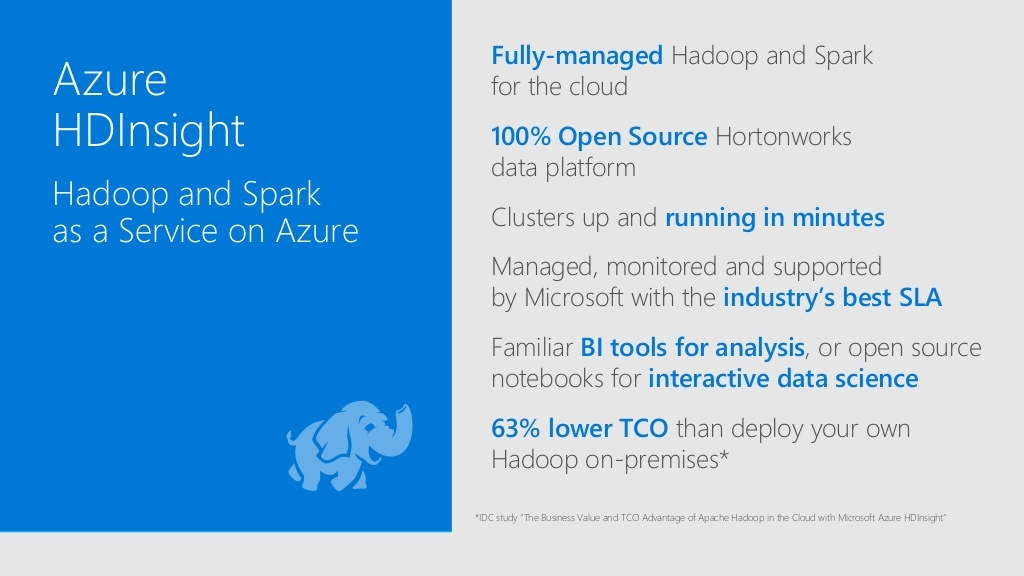 Azure
HDInsight
Hadoop and Spark
as a Service on Azure
Fully-managed Hadoop and Spark
for the cloud
100% Open Source Hortonworks
data platform
Clusters up and running in minutes
Managed, monitored and supported
by Microsoft with the industry's best SLA
Familiar BI tools for analysis, or open source
notebooks for interactive data science
63% lower TCO than deploy your own
Hadoop on-premises*
*IDC study "The Business Value and TCO Advantage of Apache Hadoop in the Cloud with Microsoft Azure HDInsight"